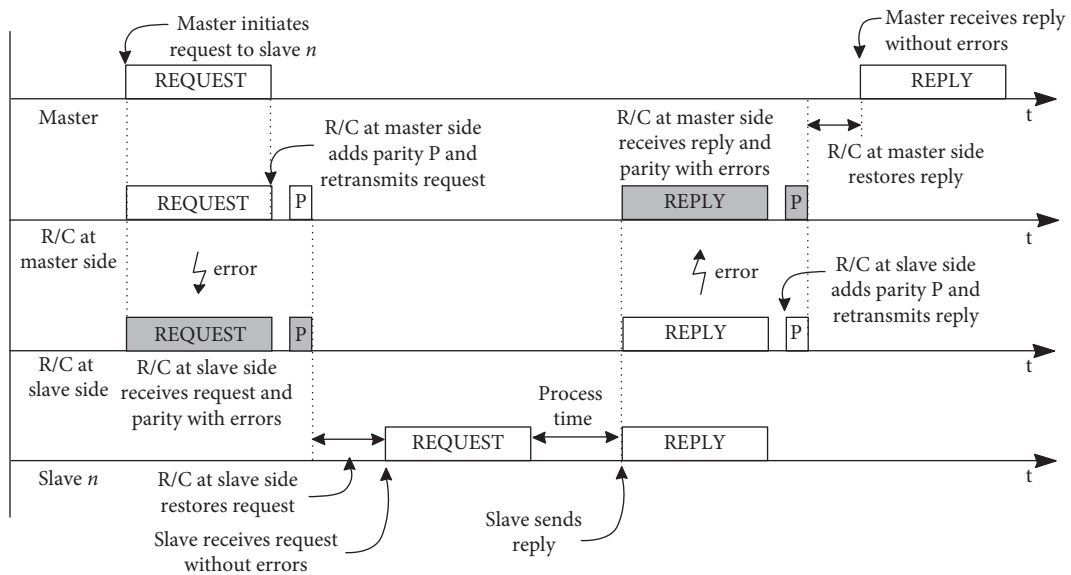 Master initiates
request to slave n
Master receives reply
without errors
REQUEST
REPLY
t
Master
R/C at master side
adds parity P and
retransmits request
R/C at master side
receives reply and
parity with errors
R/C at master side
restores reply
REQUEST
P
REPLY
P
t
R/C at
master side
error
error
R/C at slave side
adds parity P and
retransmits reply
REQUEST
P
REPLY
P
t
R/C at
slave side
R/C at slave side
receives request and
parity with errors
Process
time
REQUEST
REPLY
t
Slave n
R/C at slave side
restores request
Slave receives request
without errors
Slave sends
reply